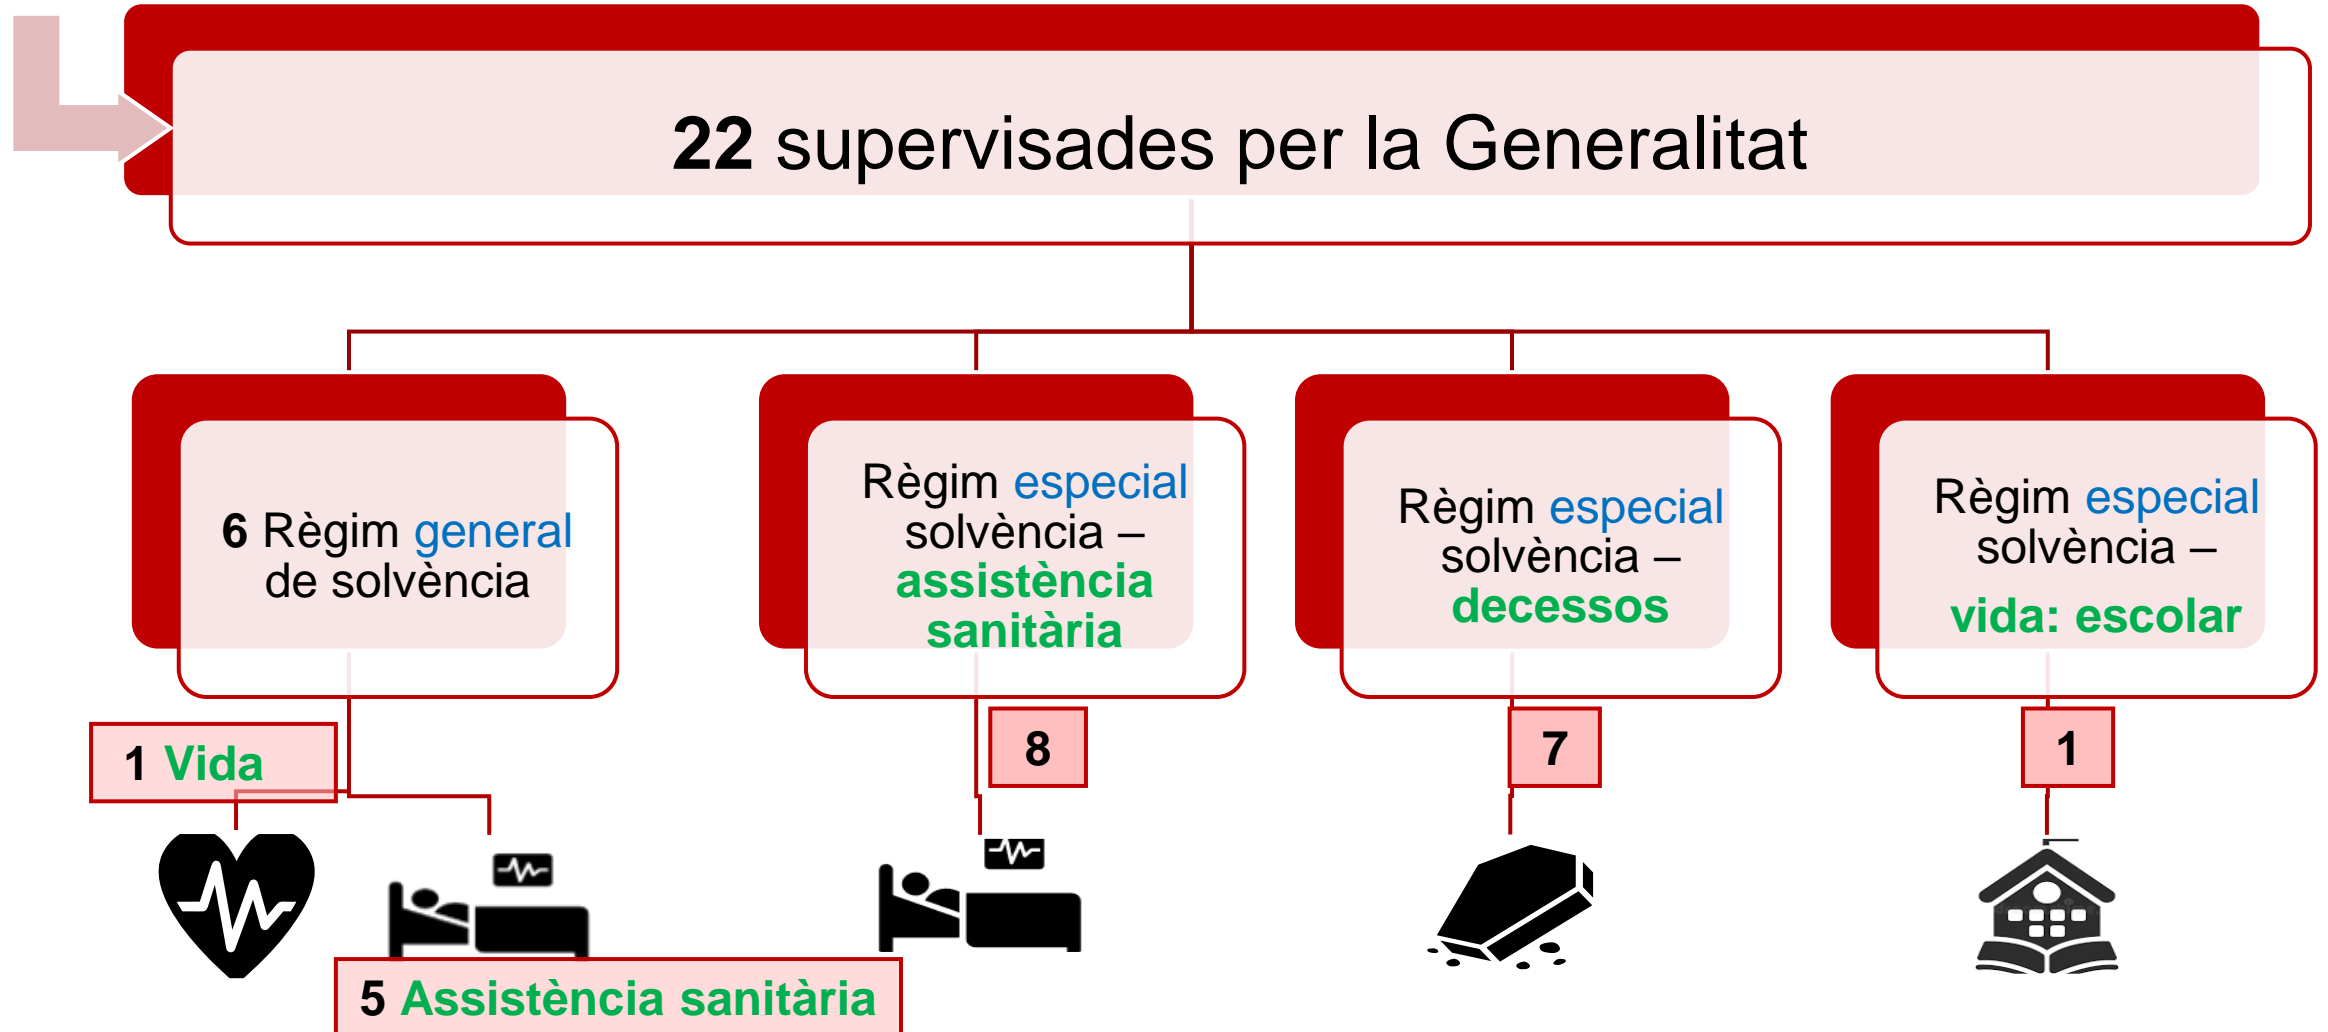 22 supervisades per la Generalitat
6 Règim general
de solvència
Règim especial
solvència –
assistència
sanitària
Règim especial
solvència –
decessos
Règim especial
solvència –
vida: escolar
1 Vida
8
7
1
5 Assistència sanitària